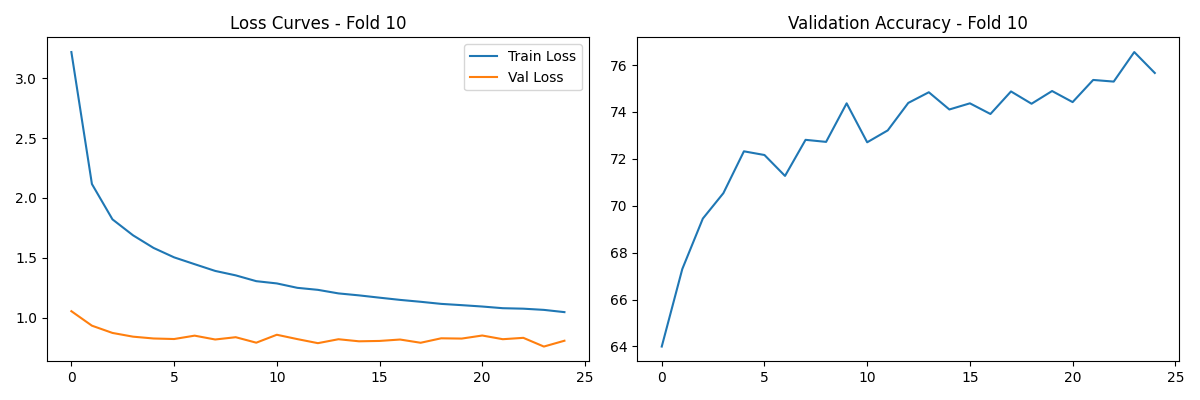 Loss Curves - Fold 10
Train Loss
Val Loss
3.0
2.5
2.0
1.5
1.0
0 5 10 15 20 25
Validation Accuracy - Fold 10
76
74
72
70
68
66
64
0 5 10 15 20 25